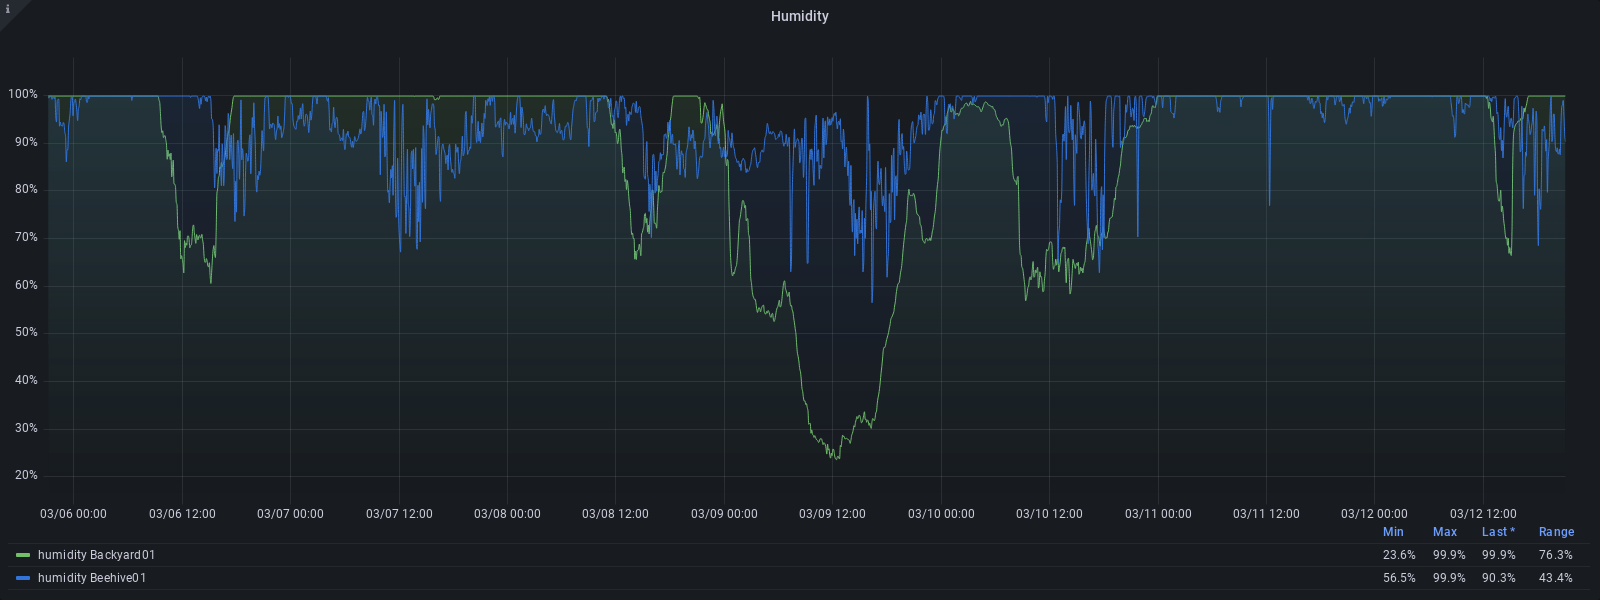 i
Humidity
100%
90%
80%
70%
60%
50%
40%
30%
20%
03/06 00:00 03/06 12:00 03/07 00:00 03/07 12:00 03/08 00:00 03/08 12:00 03/09 00:00 03/09 12:00 03/10 00:00 03/10 12:00 03/11 00:00 03/11 12:00 03/12 00:00 03/12 12:00
Min Max Last * Range
humidity Backyard01 23.6% 99.9% 99.9% 76.3%
humidity Beehive01 56.5% 99.9% 90.3% 43.4%